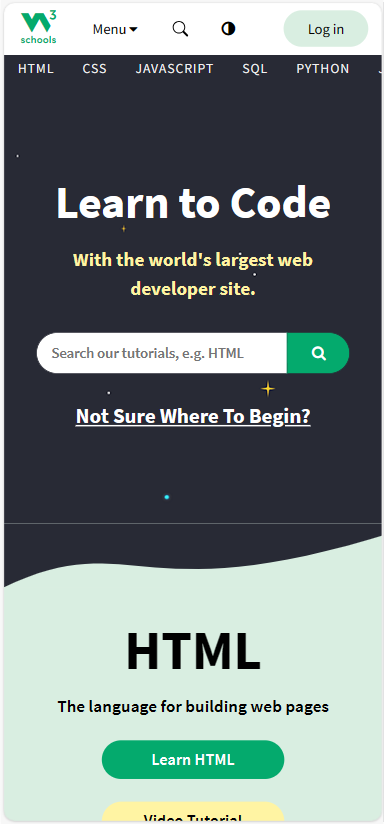 3
schools
Menu
Log in
HTML CSS JAVASCRIPT SQL PYTHON
Learn to Code
With the world's largest web
developer site.
Search our tutorials, e.g. HTML
Not Sure Where To Begin?
HTML
The language for building web pages
Learn HTML
Video Tutorial